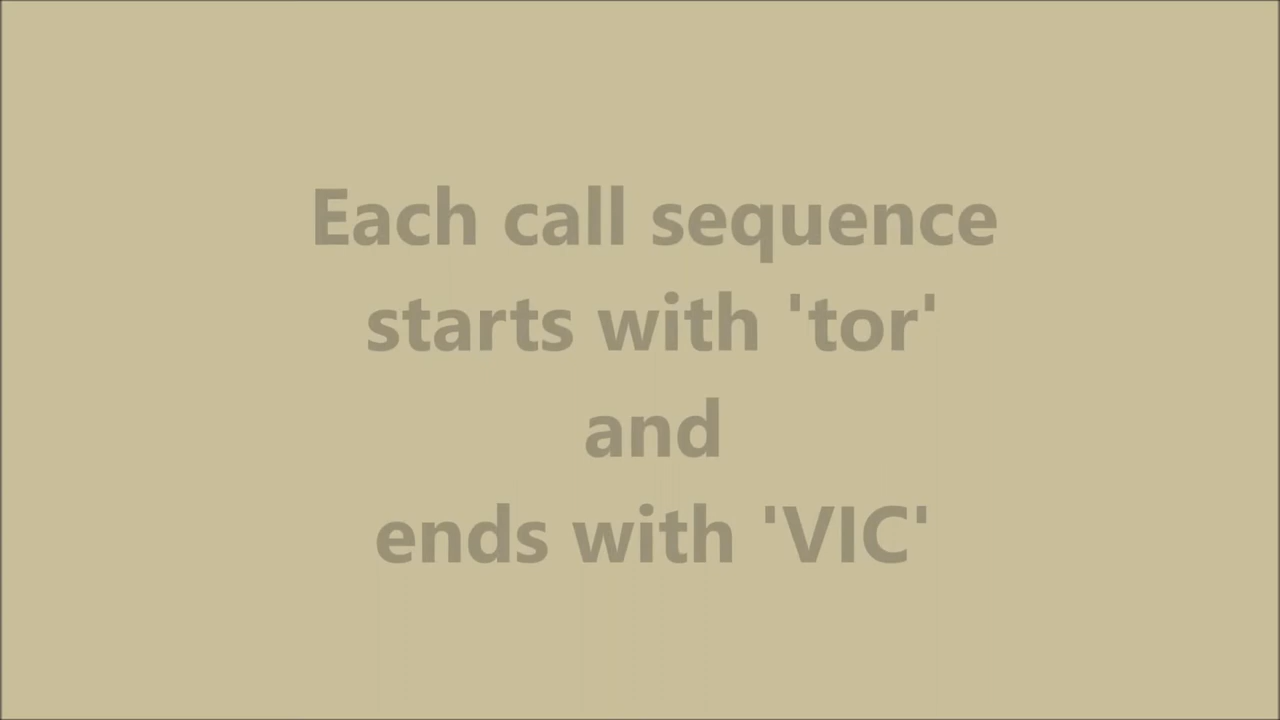 Each call sequence
starts with 'tor'
and
ends with 'VIC'